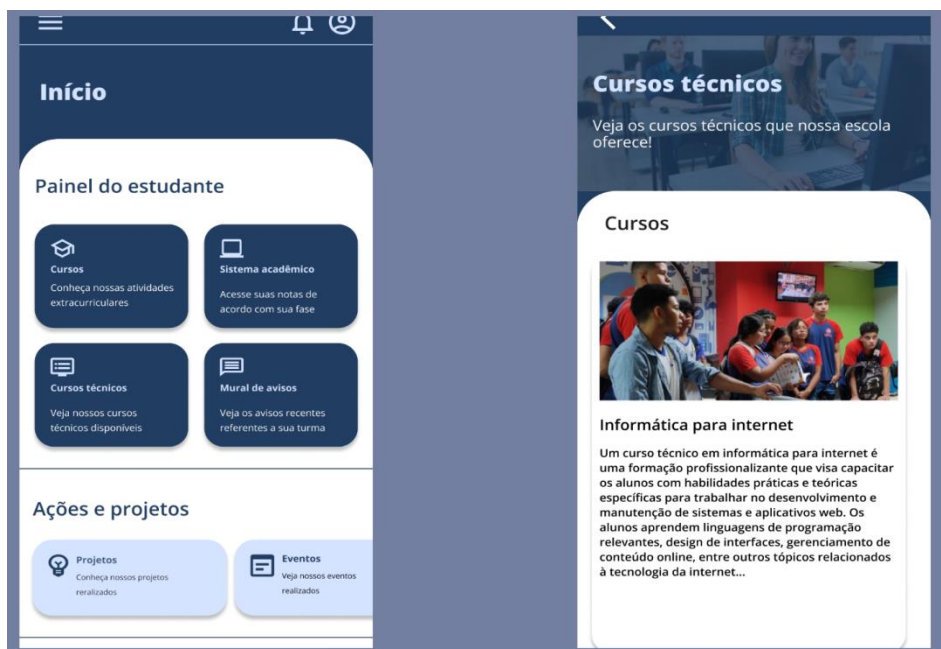 Início
Painel do estudante
Cursos
Conheça nossas atividades
extracurriculares
Sistema acadêmico
Acesse suas notas de
acordo com sua fase
Cursos técnicos
Veja nossos cursos
técnicos disponíveis
Mural de avisos
Veja os avisos recentes
referentes a sua turma
Ações e projetos
Projetos
Conheça nossos projetos
reralizados
Eventos
Veja nossos eventos
realizados
Cursos técnicos
Veja os cursos técnicos que nossa escola
oferece!
Cursos
Informática para internet
Um curso técnico em informática para internet é
uma formação profissionalizante que visa capacitar
os alunos com habilidades práticas e teóricas
específicas para trabalhar no desenvolvimento e
manutenção de sistemas e aplicativos web. Os
alunos aprendem linguagens de programação
relevantes, design de interfaces, gerenciamento de
conteúdo online, entre outros tópicos relacionados
à tecnologia da internet...